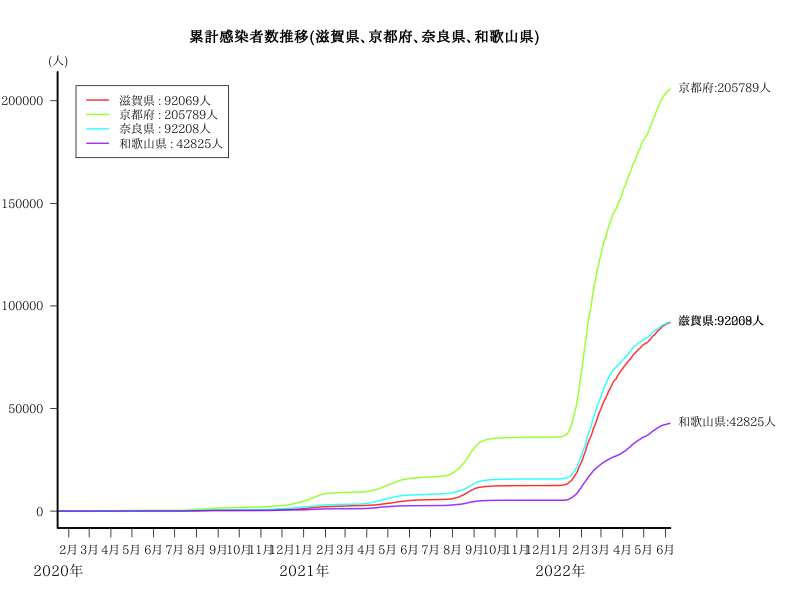 累計感染者数推移(滋賀県、京都府、奈良県、和歌山県)
(人)
滋賀県 : 92069人
京都府 : 205789人
奈良県 : 92208人
和歌山県 : 42825人
200000
150000
100000
50000
0
京都府:205789人
和歌山県:42825人
2月 3月 4月 5月 6月 7月 8月 9月 10月 11月 12月 1月 2月 3月 4月 5月 6月 7月 8月 9月 10月 11月 12月 1月 2月 3月 4月 5月 6月
2020年 2021年 2022年